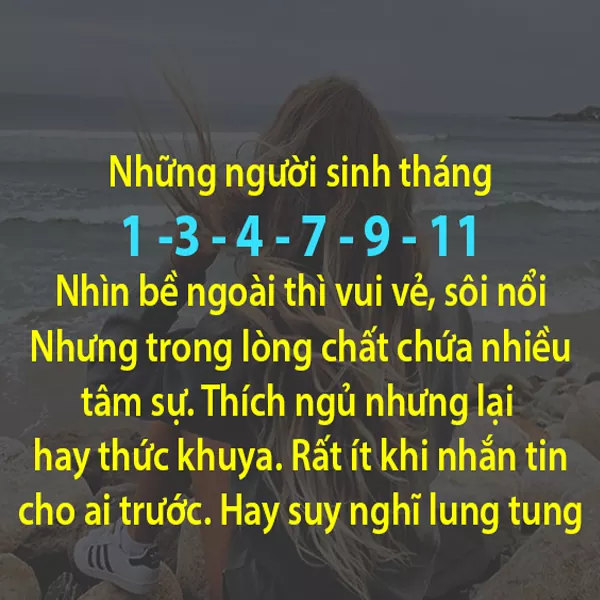 Những người sinh tháng
1 -3 - 4 - 7 - 9 - 11
Nhìn bề ngoài thì vui vẻ, sôi nổi
Nhưng trong lòng chất chứa nhiều
tâm sự. Thích ngủ nhưng lại
hay thức khuya. Rất ít khi nhắn tin
cho ai trước. Hay suy nghĩ lung tung